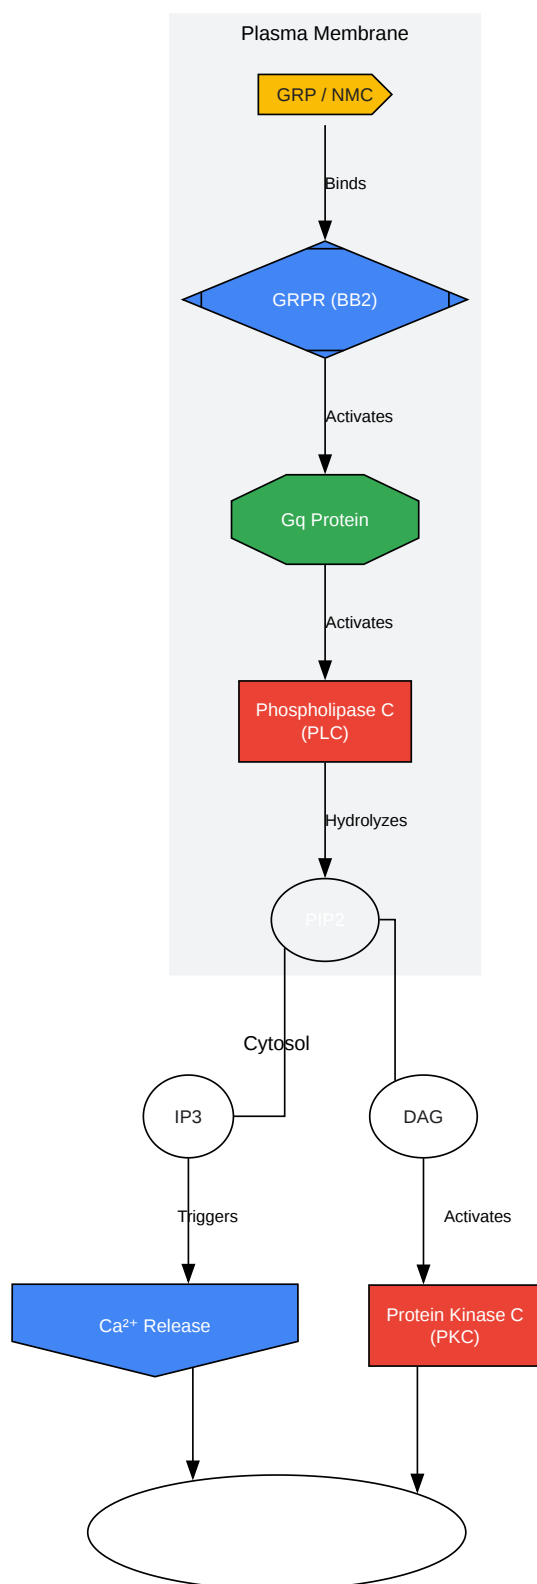 Plasma Membrane
GRP / NMC
Binds
GRPR (BB2)
Activates
Gq Protein
Activates
Phospholipase C
(PLC)
Hydrolyzes
PIP2
Cytosol
IP3
DAG
Triggers
Activates
Ca²⁺ Release
Protein Kinase C
(PKC)